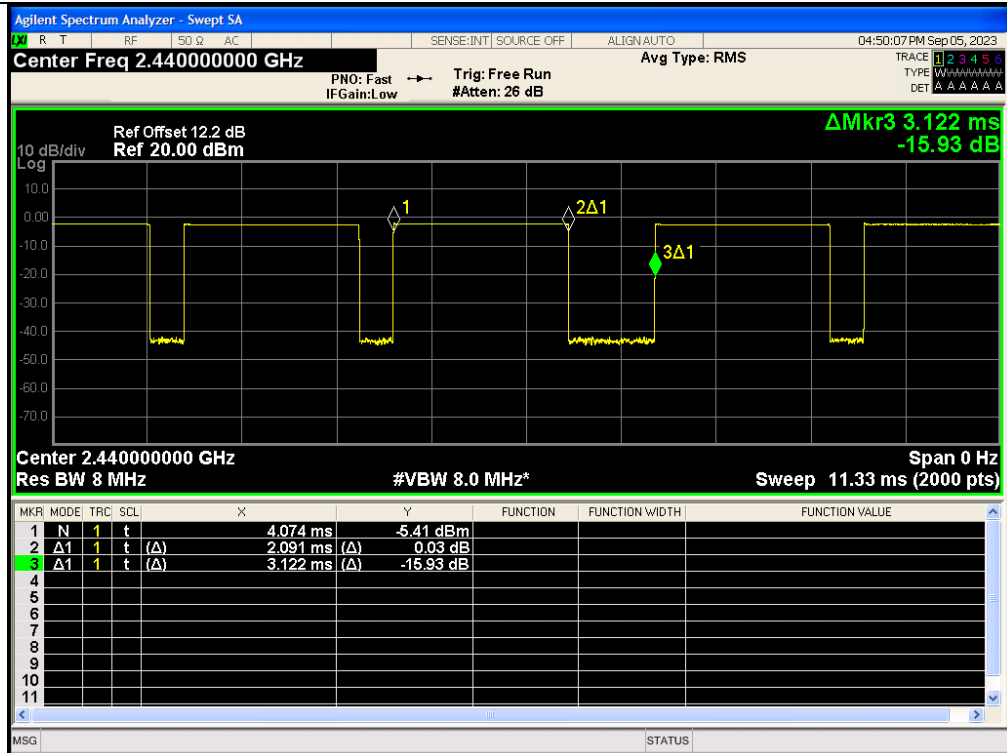 Agilent Spectrum Analyzer - Swept SA
LXI R T RF 50 Ω AC SENSE:INT SOURCE OFF ALIGN AUTO 04:50:07 PM Sep 05, 2023
Center Freq 2.440000000 GHz Avg Type: RMS TRACE 1 2 3 4 5 6
PNO: Fast Trig: Free Run TYPE WWWWWW
IFGain:Low #Atten: 26 dB DET A A A A A A
ΔMkr3 3.122 ms
-15.93 dB
Ref Offset 12.2 dB
10 dB/div Ref 20.00 dBm
Log
10.0
0.00
-10.0
-20.0
-30.0
-40.0
-50.0
-60.0
-70.0
1
2Δ1
3Δ1
Center 2.440000000 GHz Span 0 Hz
Res BW 8 MHz #VBW 8.0 MHz* Sweep 11.33 ms (2000 pts)
MKR MODE TRC SCL X Y FUNCTION FUNCTION WIDTH FUNCTION VALUE
1 N 1 t 4.074 ms -5.41 dBm
2 Δ1 1 t (Δ) 2.091 ms (Δ) 0.03 dB
3 Δ1 1 t (Δ) 3.122 ms (Δ) -15.93 dB
4
5
6
7
8
9
10
11
MSG STATUS